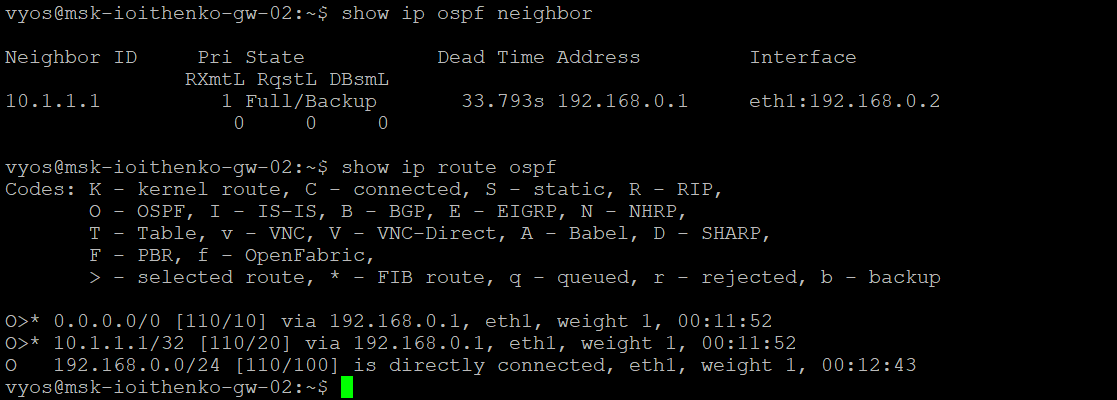 vyos@msk-ioithenko-gw-02:~$ show ip ospf neighbor
Neighbor ID     Pri State           Dead Time Address         Interface
RXmtL RqstL DBsmL
10.1.1.1          1 Full/Backup       33.793s 192.168.0.1     eth1:192.168.0.2
0     0     0
vyos@msk-ioithenko-gw-02:~$ show ip route ospf
Codes: K - kernel route, C - connected, S - static, R - RIP,
O - OSPF, I - IS-IS, B - BGP, E - EIGRP, N - NHRP,
T - Table, v - VNC, V - VNC-Direct, A - Babel, D - SHARP,
F - PBR, f - OpenFabric,
> - selected route, * - FIB route, q - queued, r - rejected, b - backup
O>* 0.0.0.0/0 [110/10] via 192.168.0.1, eth1, weight 1, 00:11:52
O>* 10.1.1.1/32 [110/20] via 192.168.0.1, eth1, weight 1, 00:11:52
O   192.168.0.0/24 [110/100] is directly connected, eth1, weight 1, 00:12:43
vyos@msk-ioithenko-gw-02:~$